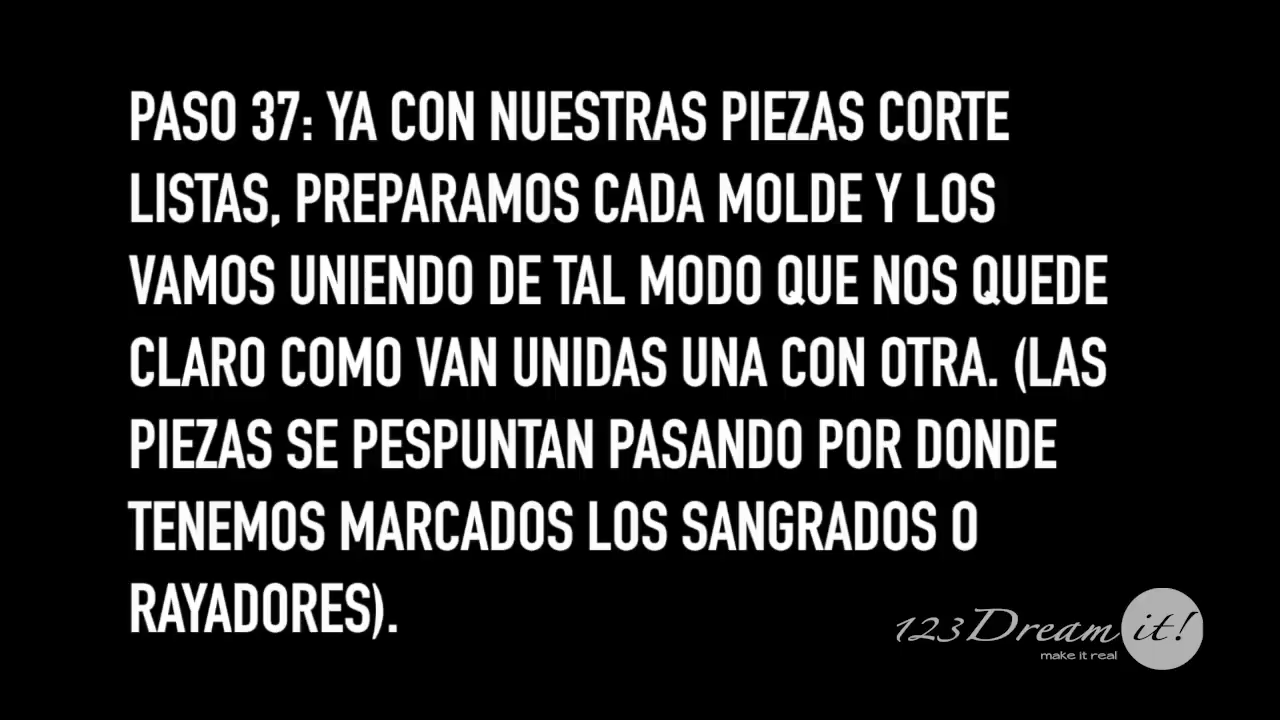 PASO 37: YA CON NUESTRAS PIEZAS CORTE
LISTAS, PREPARAMOS CADA MOLDE Y LOS
VAMOS UNIENDO DE TAL MODO QUE NOS QUEDE
CLARO COMO VAN UNIDAS UNA CON OTRA. (LAS
PIEZAS SE PESPUNTAN PASANDO POR DONDE
TENEMOS MARCADOS LOS SANGRADOS O
RAYADORES).
123Dream it!
make it real